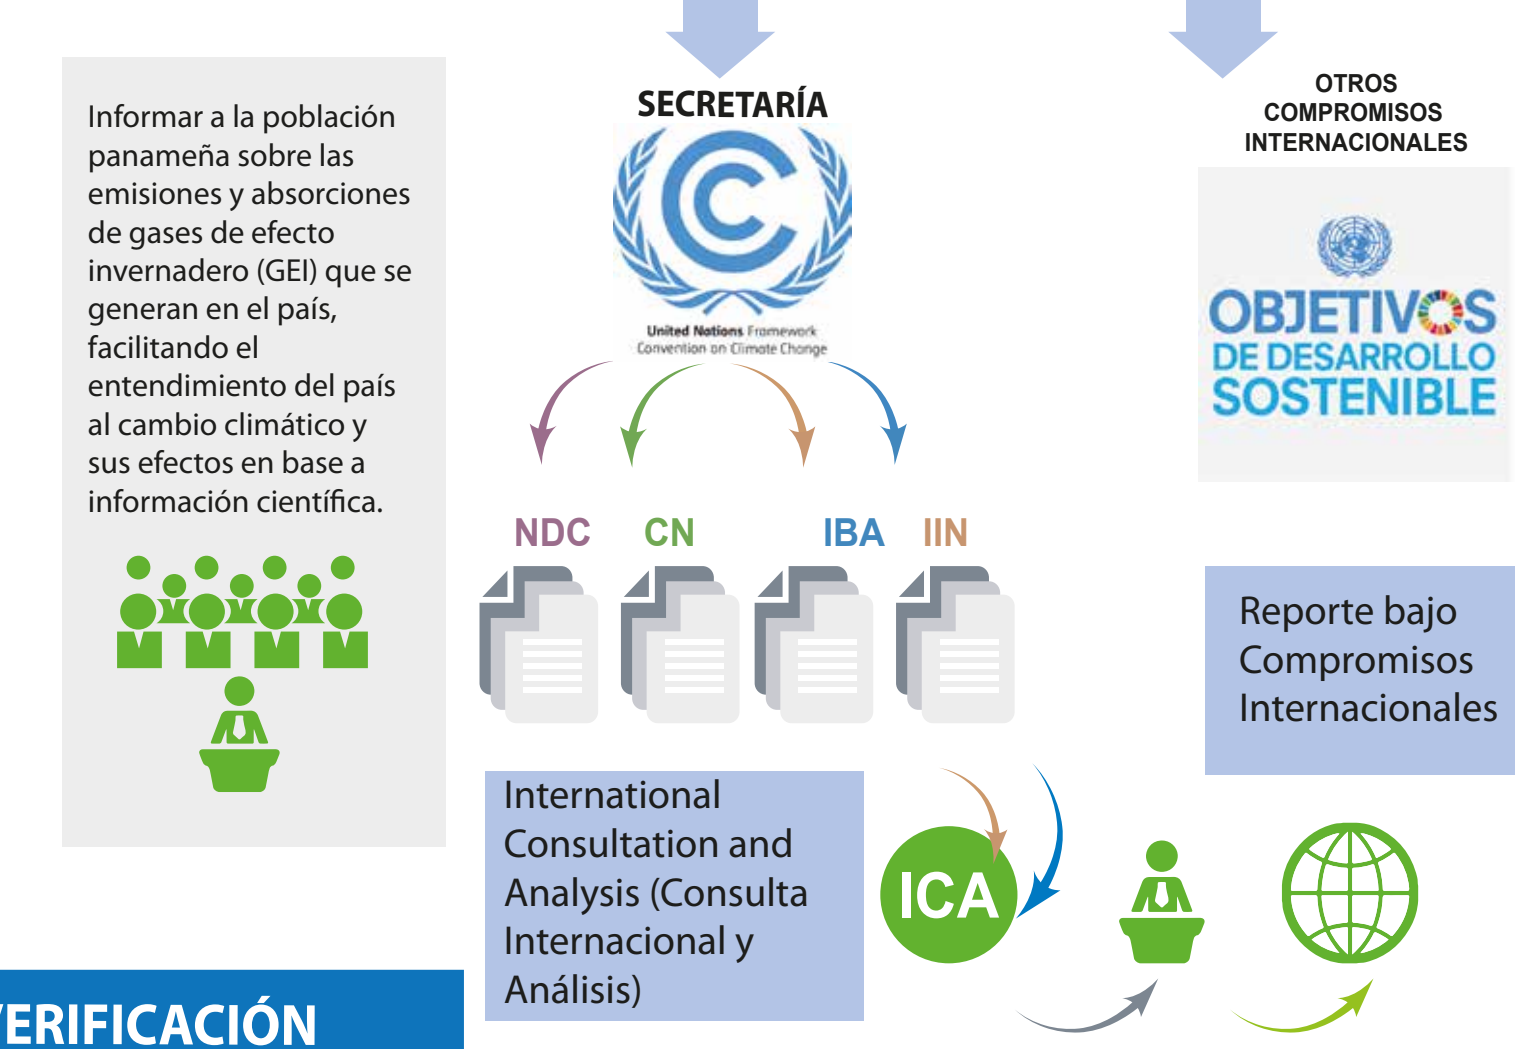 Informar a la población
panameña sobre las
emisiones y absorciones
de gases de efecto
invernadero (GEI) que se
generan en el país,
facilitando el
entendimiento del país
al cambio climático y
sus efectos en base a
información científica.
SECRETARÍA
United Nations Framework
Convention on Climate Change
NDC CN IBA IIN
International
Consultation and
Analysis (Consulta
Internacional y
Análisis)
ICA
OTROS
COMPROMISOS
INTERNACIONALES
OBJETIVOS
DE DESARROLLO
SOSTENIBLE
Reporte bajo
Compromisos
Internacionales
VERIFICACIÓN